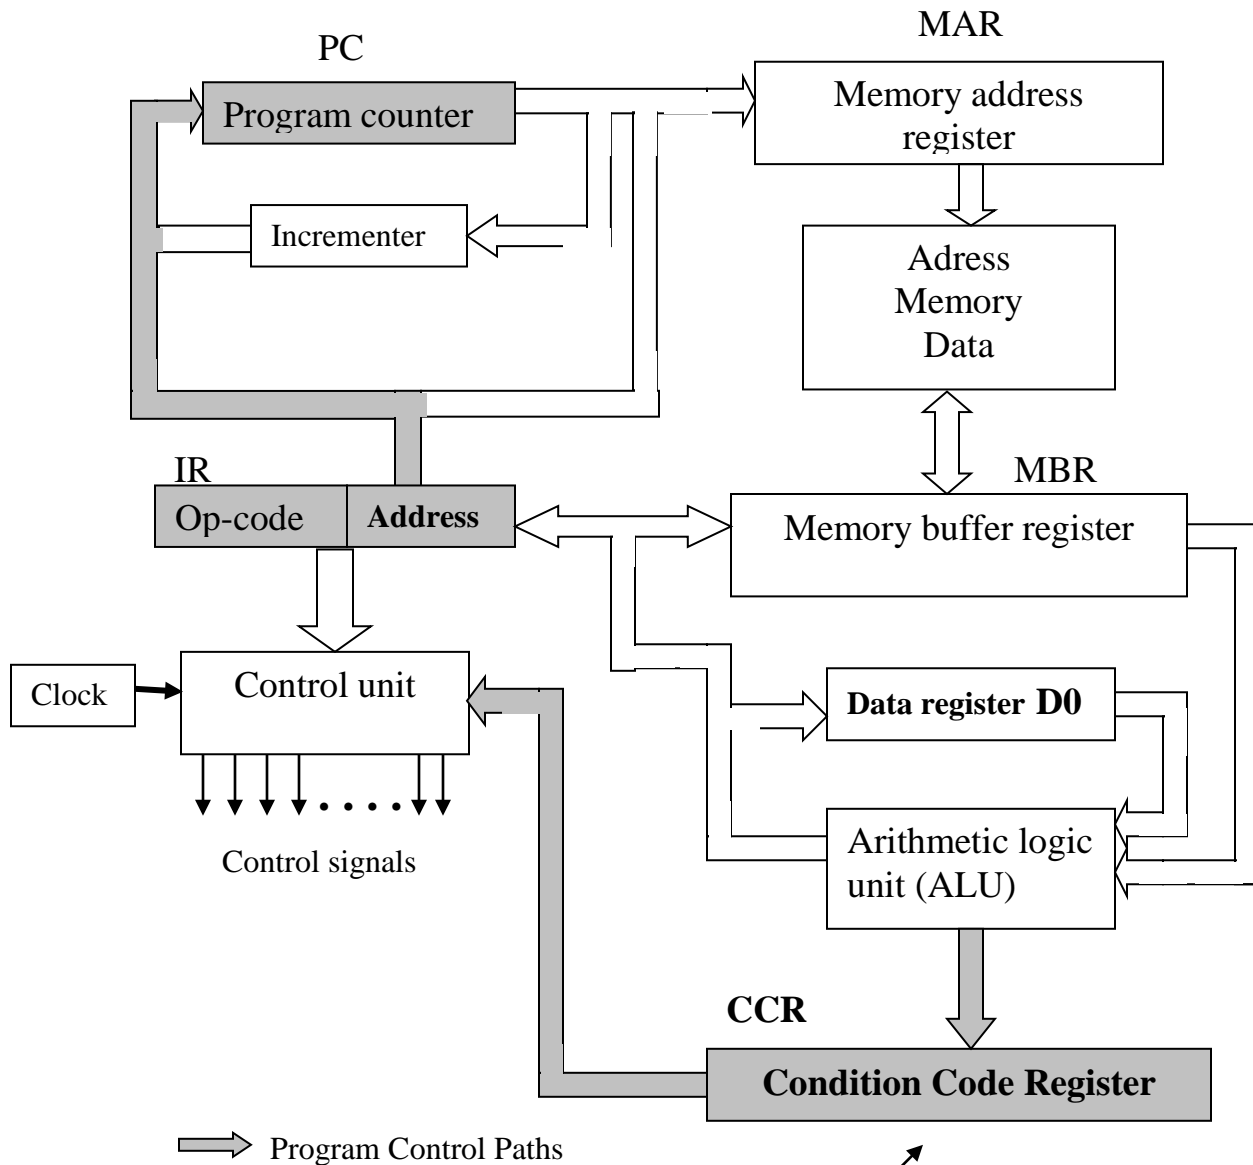 PC
MAR
Program counter
Memory address
register
Incrementer
Adress
Memory
Data
IR
MBR
Op-code
Address
Memory buffer register
Clock
Control unit
Data register D0
Control signals
Arithmetic logic
unit (ALU)
CCR
Condition Code Register
Program Control Paths